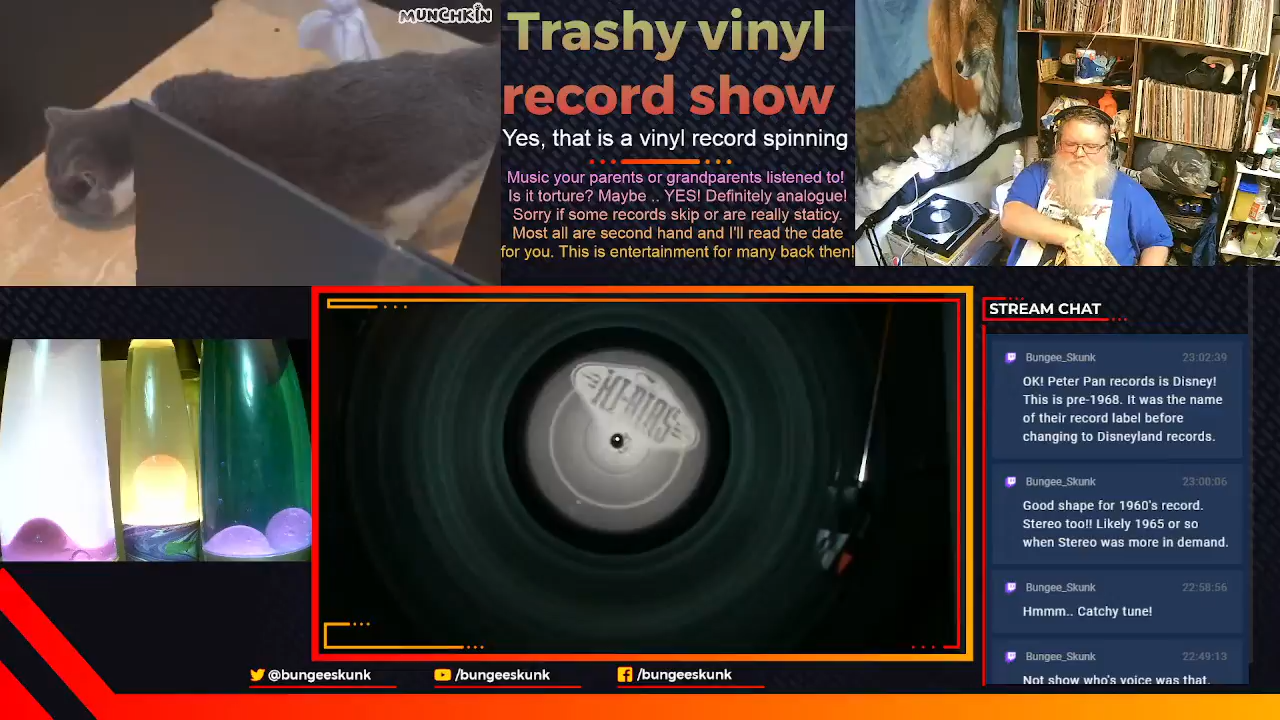 MUNCHKIN
Trashy vinyl
record show
Yes, that is a vinyl record spinning
Music your parents or grandparents listened to!
Is it torture? Maybe .. YES! Definitely analogue!
Sorry if some records skip or are really staticy.
Most all are second hand and I'll read the date
for you. This is entertainment for many back then!
STREAM CHAT
Bungee_Skunk 23:02:39
OK! Peter Pan records is Disney!
This is pre-1968. It was the name
of their record label before
changing to Disneyland records.
Bungee_Skunk 23:00:06
Good shape for 1960's record.
Stereo too!! Likely 1965 or so
when Stereo was more in demand.
Bungee_Skunk 22:58:56
Hmmm.. Catchy tune!
Bungee_Skunk 22:49:13
Not show who's voice was that.
@bungeeskunk
/bungeeskunk
/bungeeskunk